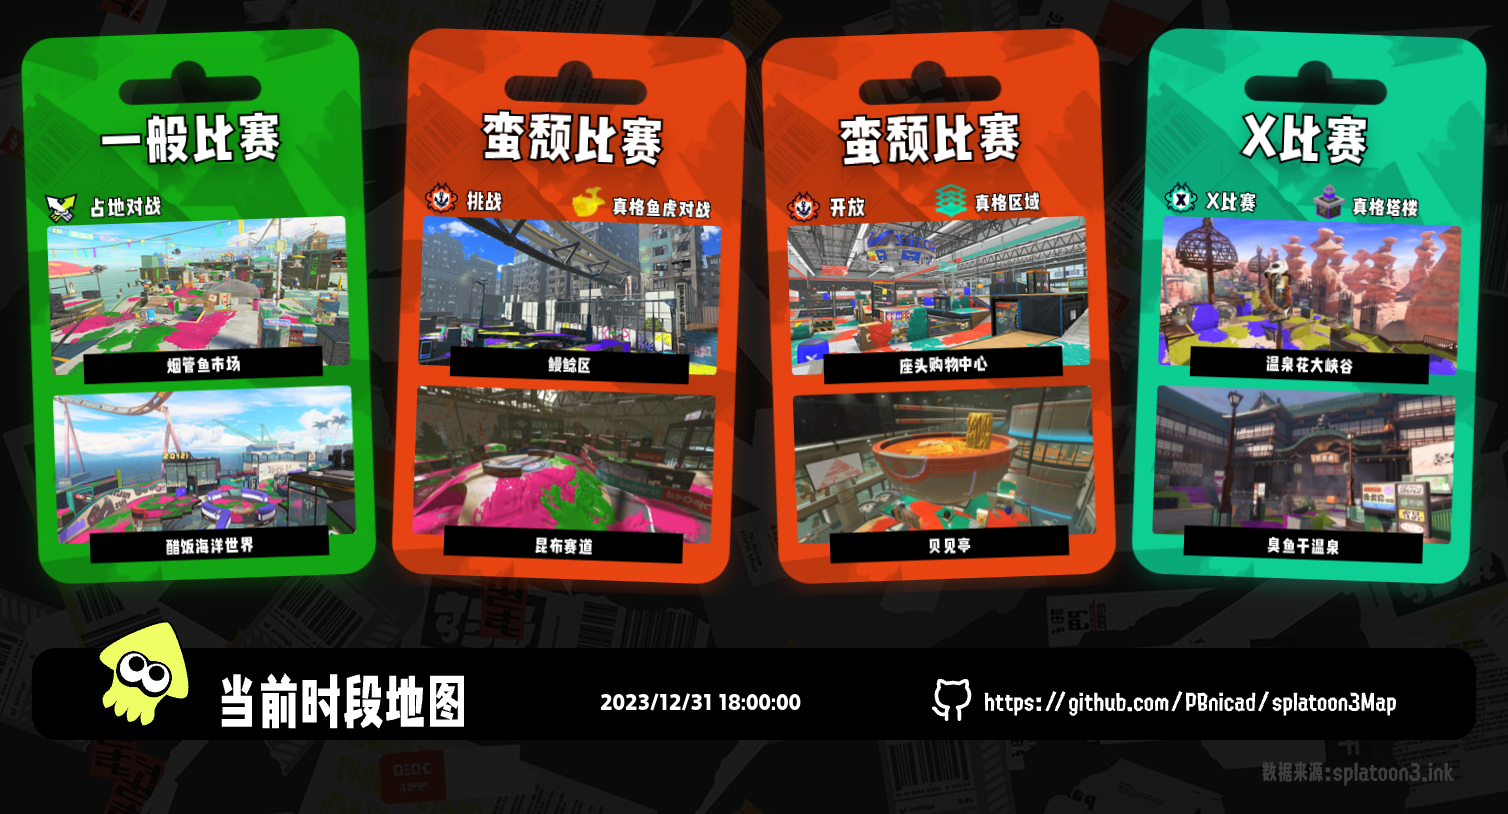 一般比赛
占地对战
烟管鱼市场
醋饭海洋世界
蛮颓比赛
挑战
真格鱼虎对战
鳗鲶区
昆布赛道
蛮颓比赛
开放
真格区域
座头购物中心
贝见亭
X比赛
X比赛
真格塔楼
温泉花大峡谷
臭鱼干温泉
当前时段地图
2023/12/31 18:00:00
https://github.com/PBnicad/splatoon3Map
数据来源:splatoon3.ink